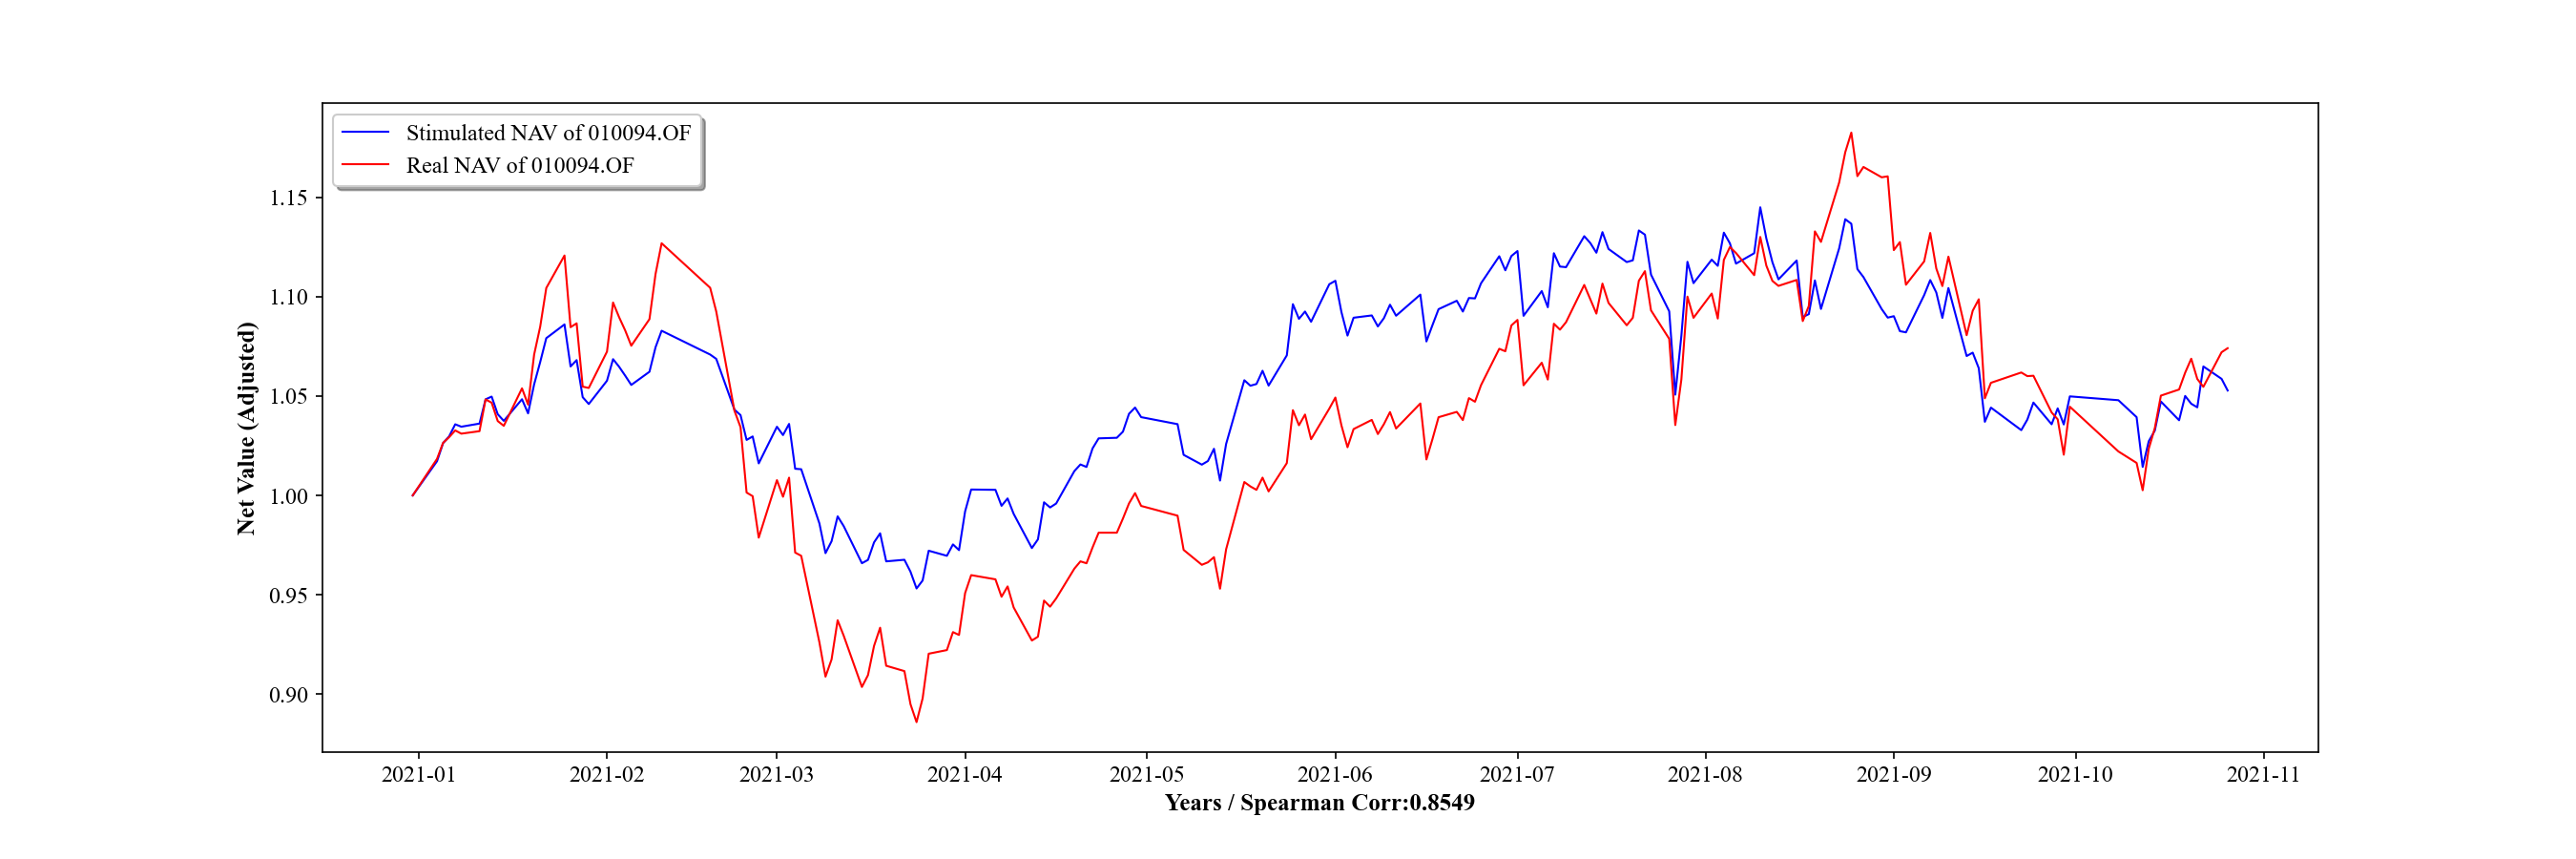 Stimulated NAV of 010094.OF
Real NAV of 010094.OF
Net Value (Adjusted)
1.15
1.10
1.05
1.00
0.95
0.90
2021-01 2021-02 2021-03 2021-04 2021-05 2021-06 2021-07 2021-08 2021-09 2021-10 2021-11
Years / Spearman Corr:0.8549